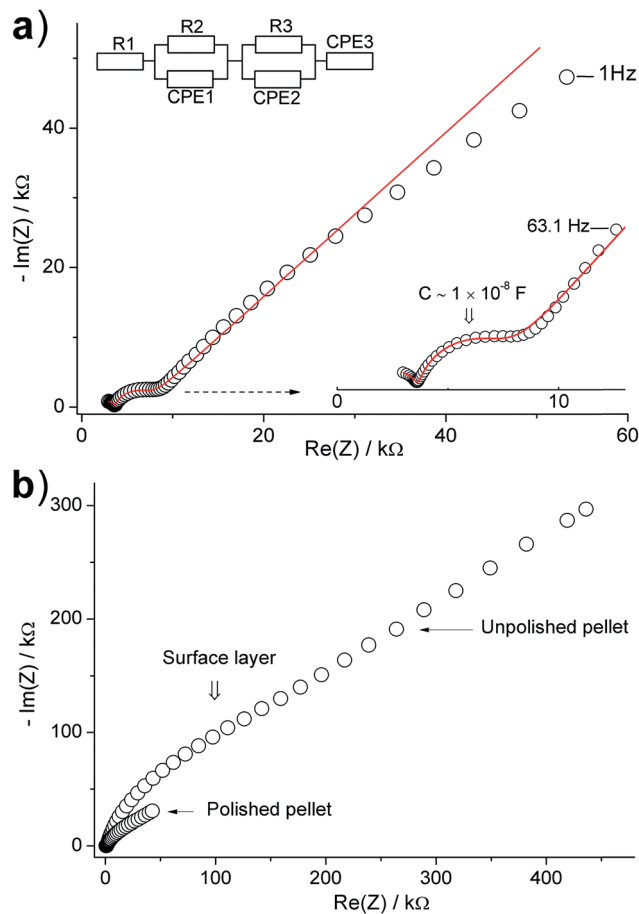 a)
R1
R2
R3
CPE3
CPE1
CPE2
1Hz
- Im(Z) / kΩ
40
20
0
63.1 Hz
C ~ 1 × 10⁻⁸ F
0
10
0
20
40
60
Re(Z) / kΩ
b)
- Im(Z) / kΩ
300
200
100
0
Unpolished pellet
Surface layer
Polished pellet
0
100
200
300
400
Re(Z) / kΩ